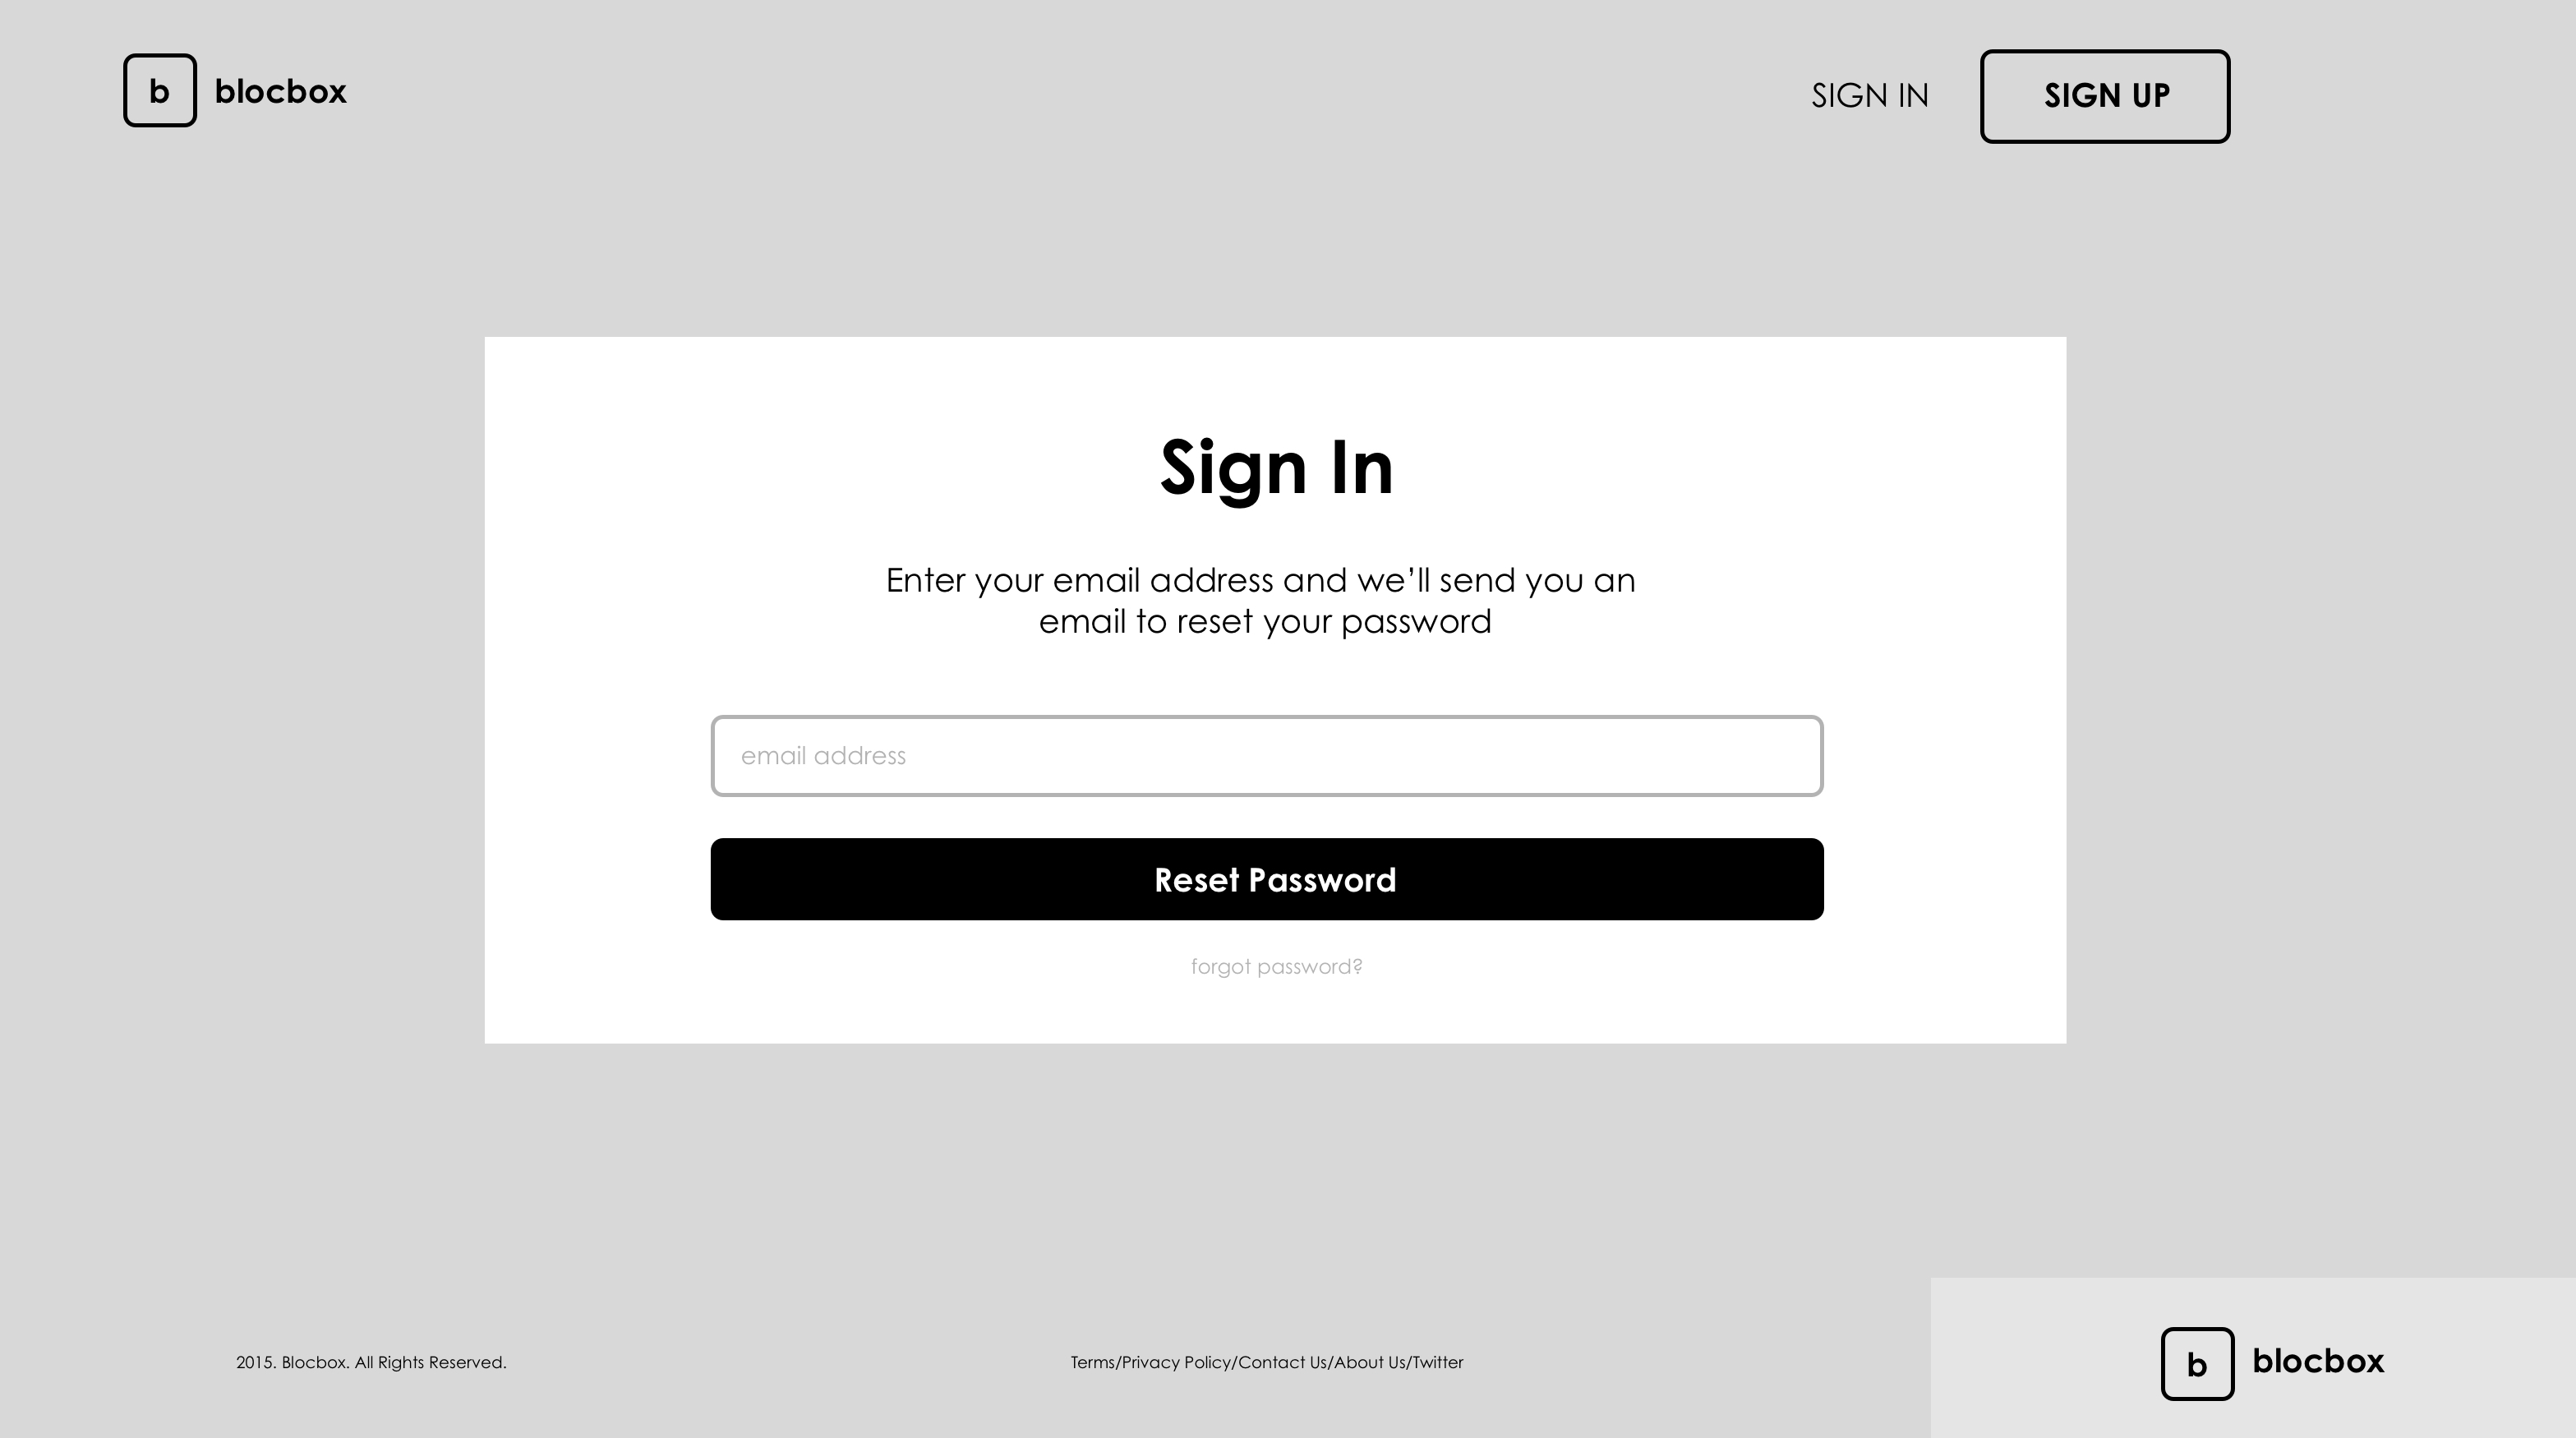 b blocbox
SIGN IN
SIGN UP
Sign In
Enter your email address and we’ll send you an
email to reset your password
email address
Reset Password
forgot password?
2015. Blocbox. All Rights Reserved.
Terms/Privacy Policy/Contact Us/About Us/Twitter
b blocbox